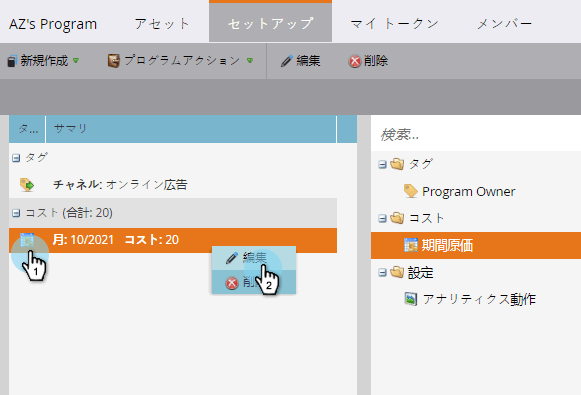 AZ's Program アセット セットアップ マイ トークン メンバー
新規作成 プログラムアクション 編集 削除
タ... サマリ
検索...
タグ
チャネル: オンライン広告
コスト (合計: 20)
月: 10/2021 コスト: 20
編集
削
1
2
タグ
Program Owner
コスト
期間原価
設定
アナリティクス動作